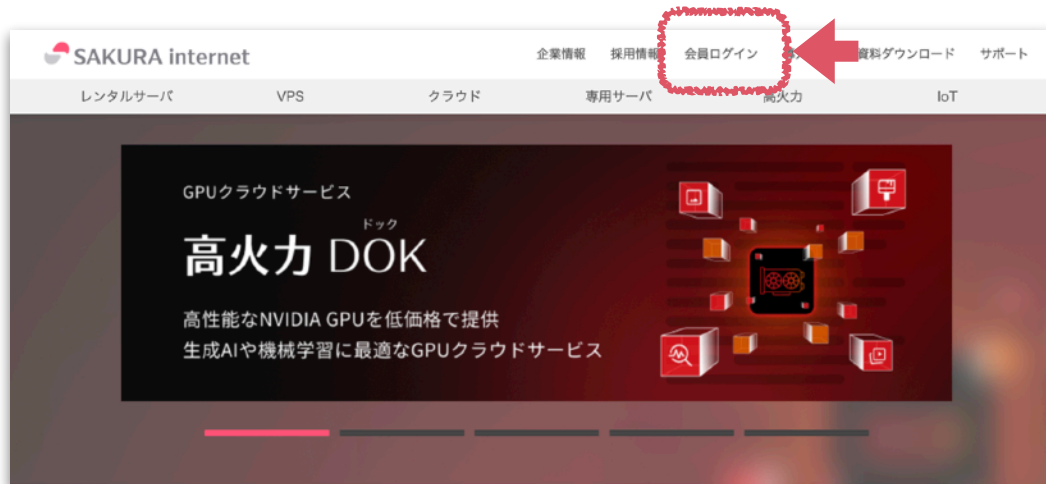 SAKURA internet
企業情報 採用情報 会員ログイン 資料ダウンロード サポート
レンタルサーバ VPS クラウド 専用サーバ 高火力 IoT
GPUクラウドサービス
ドック
高火力 DOK
高性能なNVIDIA GPUを低価格で提供
生成AIや機械学習に最適なGPUクラウドサービス